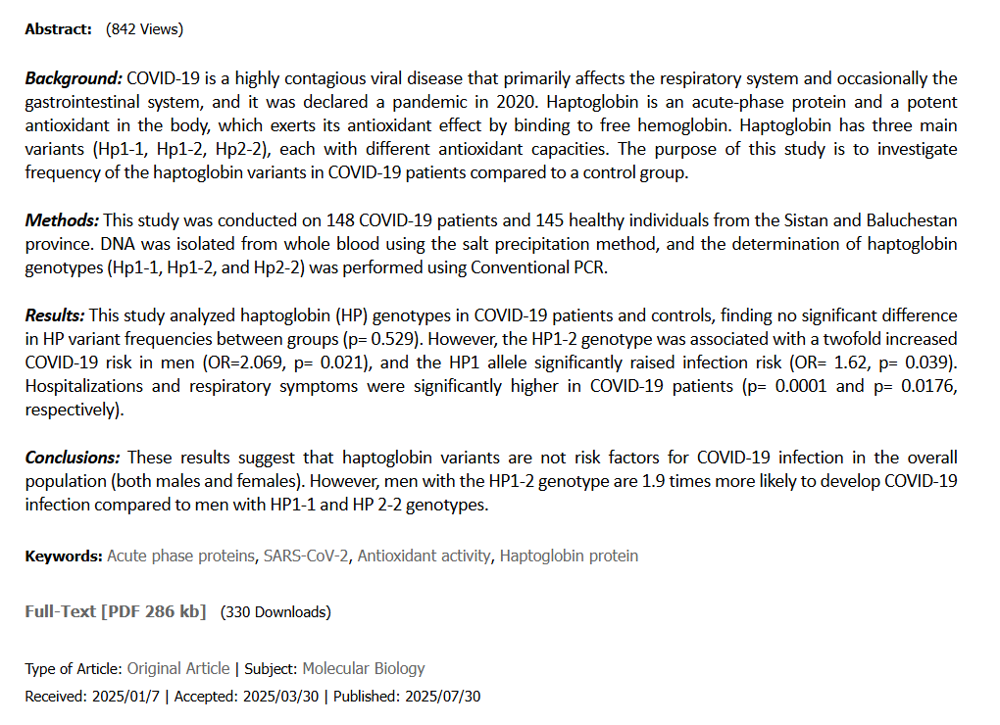 Abstract: (842 Views)
Background: COVID-19 is a highly contagious viral disease that primarily affects the respiratory system and occasionally the
gastrointestinal system, and it was declared a pandemic in 2020. Haptoglobin is an acute-phase protein and a potent
antioxidant in the body, which exerts its antioxidant effect by binding to free hemoglobin. Haptoglobin has three main
variants (Hp1-1, Hp1-2, Hp2-2), each with different antioxidant capacities. The purpose of this study is to investigate
frequency of the haptoglobin variants in COVID-19 patients compared to a control group.
Methods: This study was conducted on 148 COVID-19 patients and 145 healthy individuals from the Sistan and Baluchestan
province. DNA was isolated from whole blood using the salt precipitation method, and the determination of haptoglobin
genotypes (Hp1-1, Hp1-2, and Hp2-2) was performed using Conventional PCR.
Results: This study analyzed haptoglobin (HP) genotypes in COVID-19 patients and controls, finding no significant difference
in HP variant frequencies between groups (p= 0.529). However, the HP1-2 genotype was associated with a twofold increased
COVID-19 risk in men (OR=2.069, p= 0.021), and the HP1 allele significantly raised infection risk (OR= 1.62, p= 0.039).
Hospitalizations and respiratory symptoms were significantly higher in COVID-19 patients (p= 0.0001 and p= 0.0176,
respectively).
Conclusions: These results suggest that haptoglobin variants are not risk factors for COVID-19 infection in the overall
population (both males and females). However, men with the HP1-2 genotype are 1.9 times more likely to develop COVID-19
infection compared to men with HP1-1 and HP 2-2 genotypes.
Keywords: Acute phase proteins, SARS-CoV-2, Antioxidant activity, Haptoglobin protein
Full-Text [PDF 286 kb] (330 Downloads)
Type of Article: Original Article | Subject: Molecular Biology
Received: 2025/01/7 | Accepted: 2025/03/30 | Published: 2025/07/30